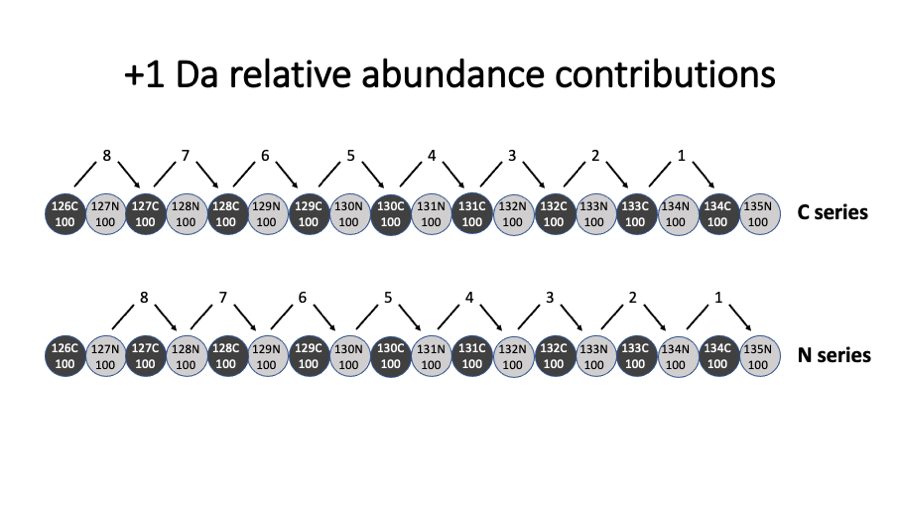 +1 Da relative abundance contributions
8 7 6 5 4 3 2 1
126C 127N 127C 128N 128C 129N 129C 130N 130C 131N 131C 132N 132C 133N 133C 134N 134C 135N
100 100 100 100 100 100 100 100 100 100 100 100 100 100 100 100 100 100
C series
8 7 6 5 4 3 2 1
126C 127N 127C 128N 128C 129N 129C 130N 130C 131N 131C 132N 132C 133N 133C 134N 134C 135N
100 100 100 100 100 100 100 100 100 100 100 100 100 100 100 100 100 100
N series